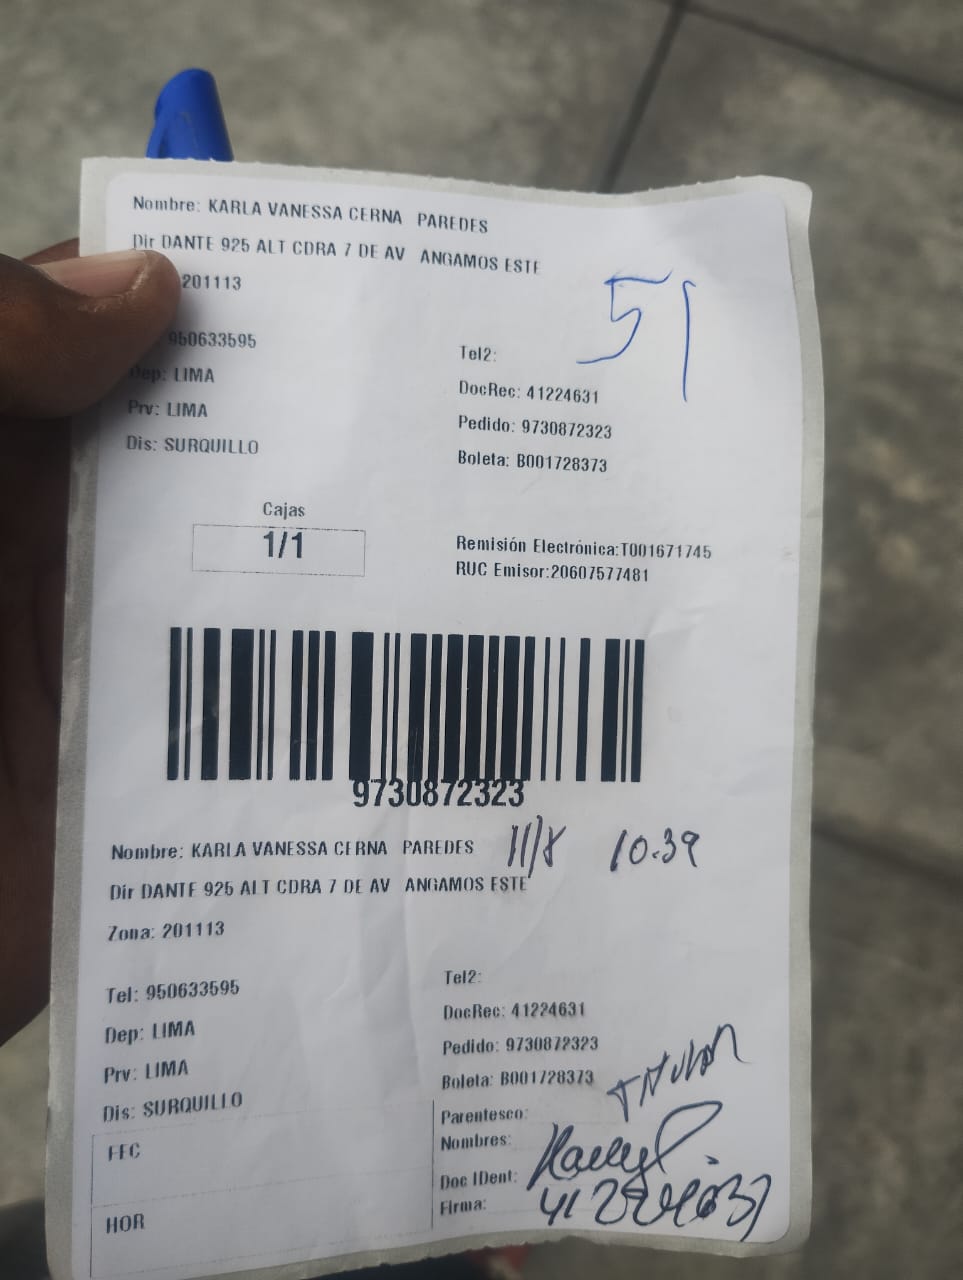 Nombre: KARLA VANESSA CERNA PAREDES
Dir DANTE 925 ALT CDRA 7 DE AV ANGAMOS ESTE
201113
51
950633595
Tel2:
Dep: LIMA
DocRec: 41224631
Prv: LIMA
Pedido: 9730872323
Dis: SURQUILLO
Boleta: B001728373
Cajas
1/1
Remisión Electrónica:T001671745
RUC Emisor:20607577481
9730872323
Nombre: KARLA VANESSA CERNA PAREDES 11/8 10:39
Dir DANTE 925 ALT CDRA 7 DE AV ANGAMOS ESTE
Zona: 201113
Tel: 950633595
Tel2:
Dep: LIMA
DocRec: 41224631
Prv: LIMA
Pedido: 9730872323
Dis: SURQUILLO
Boleta: B001728373
FEC
Parentesco:
Nombres:
Doc IDent:
HOR
Firma: